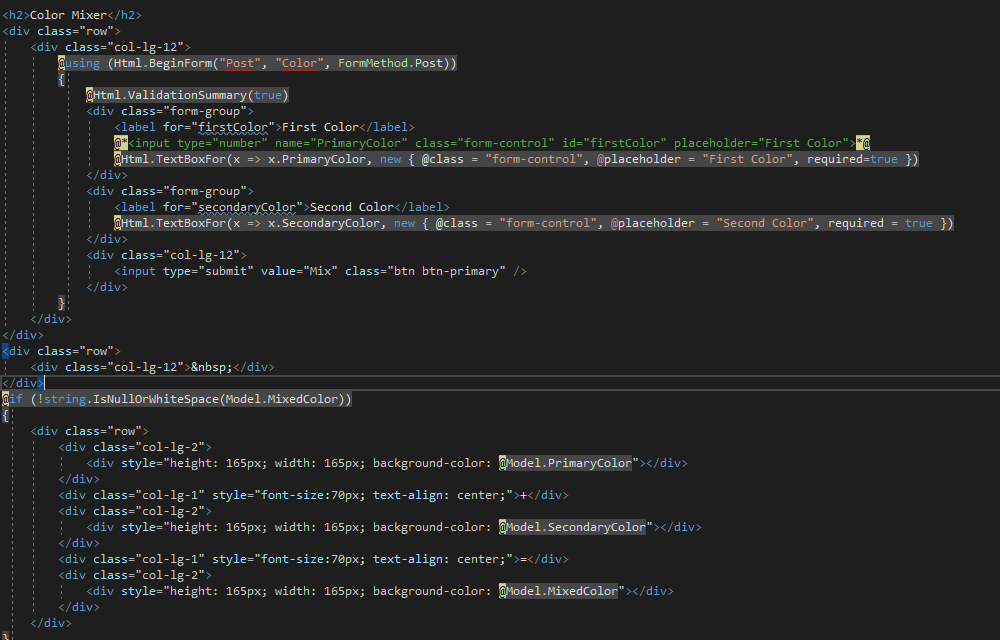 <h2>Color Mixer</h2>
<div class="row">
    <div class="col-lg-12">
        @using (Html.BeginForm("Post", "Color", FormMethod.Post))
        {
            @Html.ValidationSummary(true)
            <div class="form-group">
                <label for="firstColor">First Color</label>
                @*<input type="number" name="PrimaryColor" class="form-control" id="firstColor" placeholder="First Color">*@
                @Html.TextBoxFor(x => x.PrimaryColor, new { @class = "form-control", @placeholder = "First Color", required=true })
            </div>
            <div class="form-group">
                <label for="secondaryColor">Second Color</label>
                @Html.TextBoxFor(x => x.SecondaryColor, new { @class = "form-control", @placeholder = "Second Color", required = true })
            </div>
            <div class="col-lg-12">
                <input type="submit" value="Mix" class="btn btn-primary" />
            </div>
        }
    </div>
</div>
<div class="row">
    <div class="col-lg-12">&nbsp;</div>
</div>
@if (!string.IsNullOrWhiteSpace(Model.MixedColor))
{
    <div class="row">
        <div class="col-lg-2">
            <div style="height: 165px; width: 165px; background-color: @Model.PrimaryColor"></div>
        </div>
        <div class="col-lg-1" style="font-size:70px; text-align: center;">+</div>
        <div class="col-lg-2">
            <div style="height: 165px; width: 165px; background-color: @Model.SecondaryColor"></div>
        </div>
        <div class="col-lg-1" style="font-size:70px; text-align: center;">=</div>
        <div class="col-lg-2">
            <div style="height: 165px; width: 165px; background-color: @Model.MixedColor"></div>
        </div>
    </div>
}